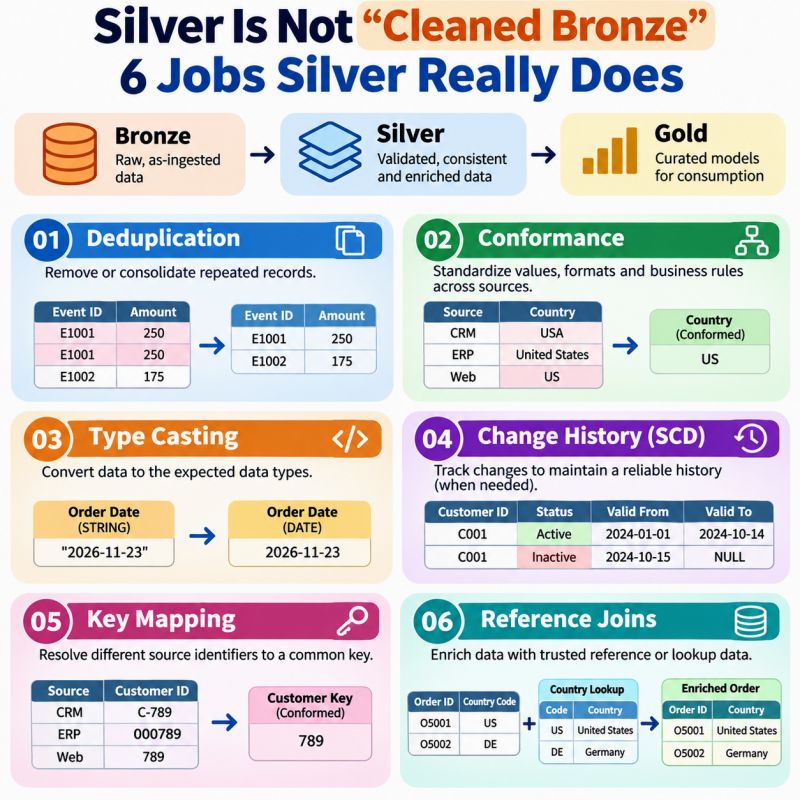 Silver Is Not “Cleaned Bronze”
6 Jobs Silver Really Does
Bronze
Raw, as-ingested
data
Silver
Validated, consistent
and enriched data
Gold
Curated models
for consumption
01 Deduplication
Remove or consolidate repeated records.
Event ID Amount
E1001 250
E1001 250
E1002 175
Event ID Amount
E1001 250
E1002 175
02 Conformance
Standardize values, formats and business rules
across sources.
Source Country
CRM USA
ERP United States
Web US
Country
(Conformed)
US
03 Type Casting </>
Convert data to the expected data types.
Order Date
(STRING)
"2026-11-23"
Order Date
(DATE)
2026-11-23
04 Change History (SCD)
Track changes to maintain a reliable history
(when needed).
Customer ID Status Valid From Valid To
C001 Active 2024-01-01 2024-10-14
C001 Inactive 2024-10-15 NULL
05 Key Mapping
Resolve different source identifiers to a common key.
Source Customer ID
CRM C-789
ERP 000789
Web 789
Customer Key
(Conformed)
789
06 Reference Joins
Enrich data with trusted reference or lookup data.
Order ID Country Code
O5001 US
O5002 DE
+
Country Lookup
Code Country
US United States
DE Germany
Enriched Order
Order ID Country
O5001 United States
O5002 Germany